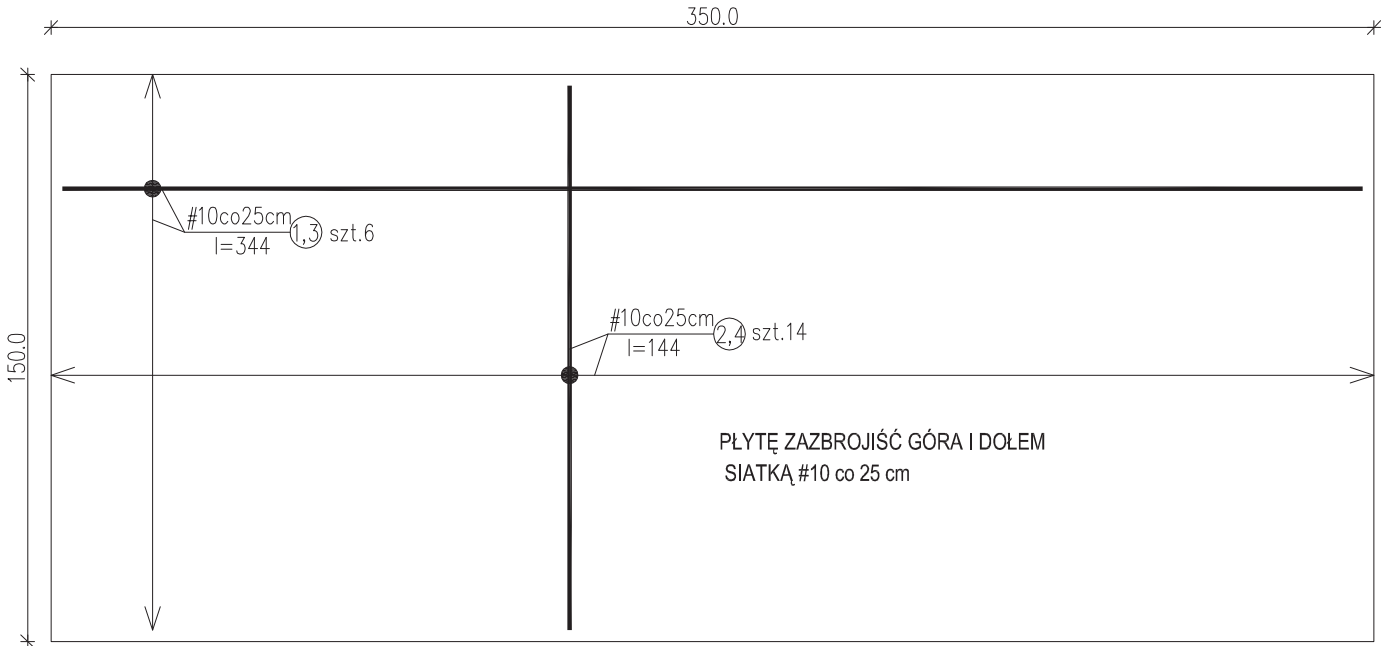 350.0
#10co25cm
l=344
1,3 szt.6
#10co25cm
l=144
2,4 szt.14
150.0
PŁYTĘ ZAZBROJIŚĆ GÓRA I DOŁEM
SIATKĄ #10 co 25 cm